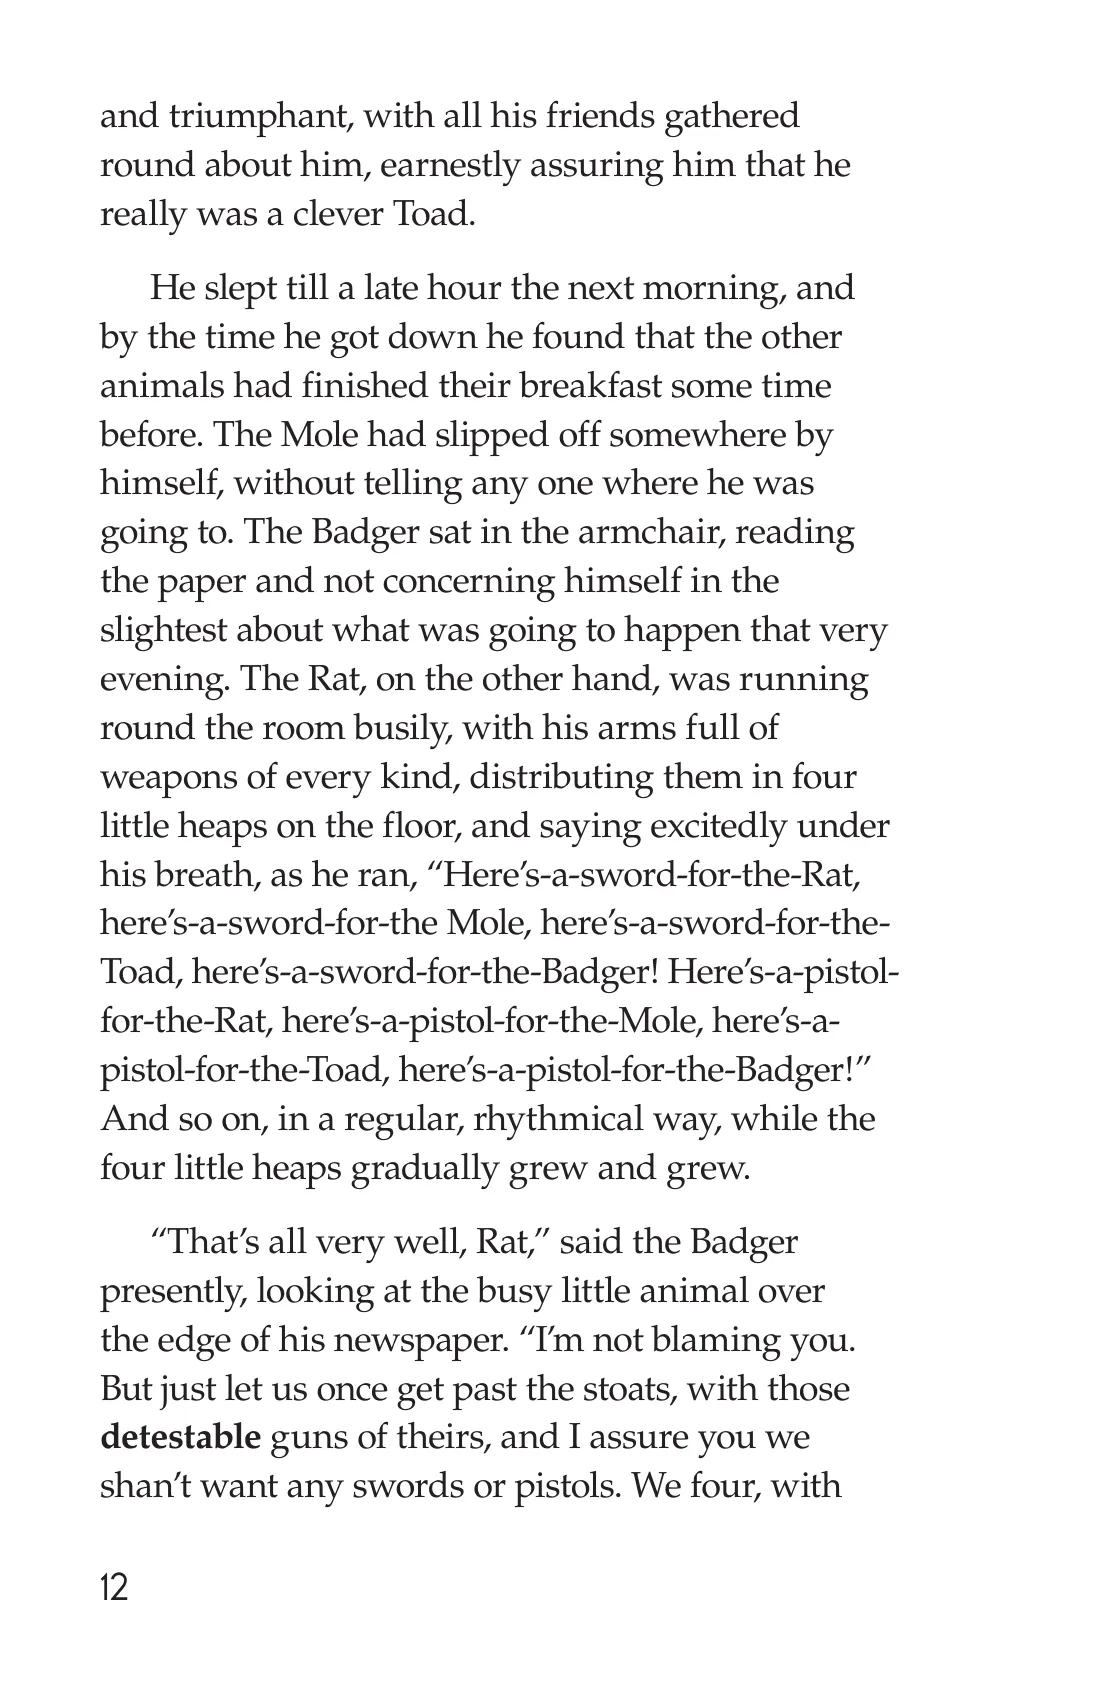 and triumphant, with all his friends gathered
round about him, earnestly assuring him that he
really was a clever Toad.
He slept till a late hour the next morning, and
by the time he got down he found that the other
animals had finished their breakfast some time
before. The Mole had slipped off somewhere by
himself, without telling any one where he was
going to. The Badger sat in the armchair, reading
the paper and not concerning himself in the
slightest about what was going to happen that very
evening. The Rat, on the other hand, was running
round the room busily, with his arms full of
weapons of every kind, distributing them in four
little heaps on the floor, and saying excitedly under
his breath, as he ran, “Here’s-a-sword-for-the-Rat,
here’s-a-sword-for-the Mole, here’s-a-sword-for-the-
Toad, here’s-a-sword-for-the-Badger! Here’s-a-pistol-
for-the-Rat, here’s-a-pistol-for-the-Mole, here’s-a-
pistol-for-the-Toad, here’s-a-pistol-for-the-Badger!”
And so on, in a regular, rhythmical way, while the
four little heaps gradually grew and grew.
“That’s all very well, Rat,” said the Badger
presently, looking at the busy little animal over
the edge of his newspaper. “I’m not blaming you.
But just let us once get past the stoats, with those
detestable guns of theirs, and I assure you we
shan’t want any swords or pistols. We four, with
12